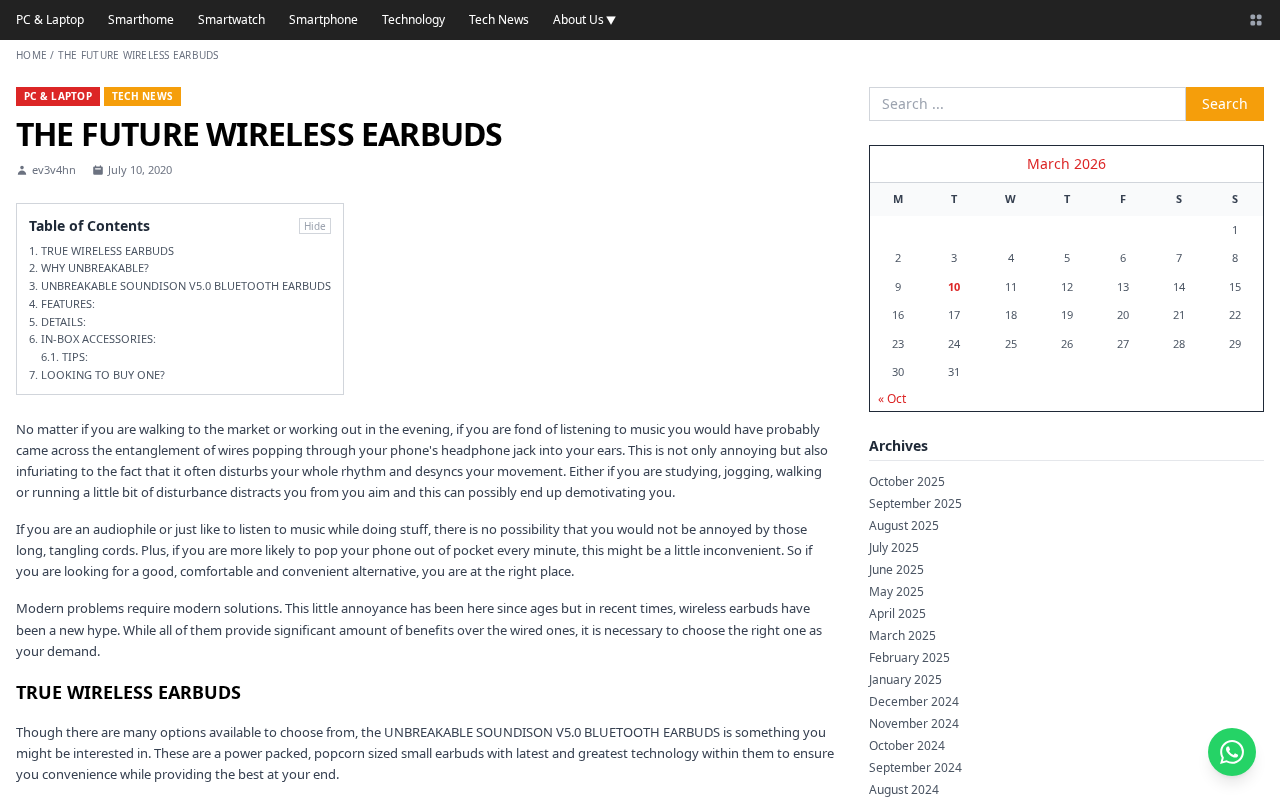 PC & Laptop Smarthome Smartwatch Smartphone Technology Tech News About Us ▼
HOME / THE FUTURE WIRELESS EARBUDS
PC & LAPTOP TECH NEWS
THE FUTURE WIRELESS EARBUDS
ev3v4hn July 10, 2020
Table of Contents Hide
1. TRUE WIRELESS EARBUDS
2. WHY UNBREAKABLE?
3. UNBREAKABLE SOUNDISON V5.0 BLUETOOTH EARBUDS
4. FEATURES:
5. DETAILS:
6. IN-BOX ACCESSORIES:
6.1. TIPS:
7. LOOKING TO BUY ONE?
No matter if you are walking to the market or working out in the evening, if you are fond of listening to music you would have probably
came across the entanglement of wires popping through your phone's headphone jack into your ears. This is not only annoying but also
infuriating to the fact that it often disturbs your whole rhythm and desyncs your movement. Either if you are studying, jogging, walking
or running a little bit of disturbance distracts you from you aim and this can possibly end up demotivating you.
If you are an audiophile or just like to listen to music while doing stuff, there is no possibility that you would not be annoyed by those
long, tangling cords. Plus, if you are more likely to pop your phone out of pocket every minute, this might be a little inconvenient. So if
you are looking for a good, comfortable and convenient alternative, you are at the right place.
Modern problems require modern solutions. This little annoyance has been here since ages but in recent times, wireless earbuds have
been a new hype. While all of them provide significant amount of benefits over the wired ones, it is necessary to choose the right one as
your demand.
TRUE WIRELESS EARBUDS
Though there are many options available to choose from, the UNBREAKABLE SOUNDISON V5.0 BLUETOOTH EARBUDS is something you
might be interested in. These are a power packed, popcorn sized small earbuds with latest and greatest technology within them to ensure
you convenience while providing the best at your end.
Search ... Search
March 2026
M T W T F S S
1
2 3 4 5 6 7 8
9 10 11 12 13 14 15
16 17 18 19 20 21 22
23 24 25 26 27 28 29
30 31
« Oct
Archives
October 2025
September 2025
August 2025
July 2025
June 2025
May 2025
April 2025
March 2025
February 2025
January 2025
December 2024
November 2024
October 2024
September 2024
August 2024